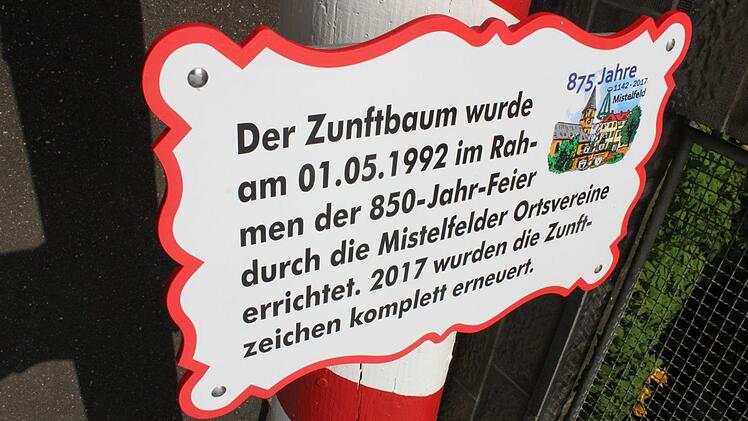 875 Jahre
1142 - 2017
Mistelfeld
Der Zunftbaum wurde
am 01.05.1992 im Rah-
men der 850-Jahr-Feier
durch die Mistelfelder Ortsvereine
errichtet. 2017 wurden die Zunft-
zeichen komplett erneuert.